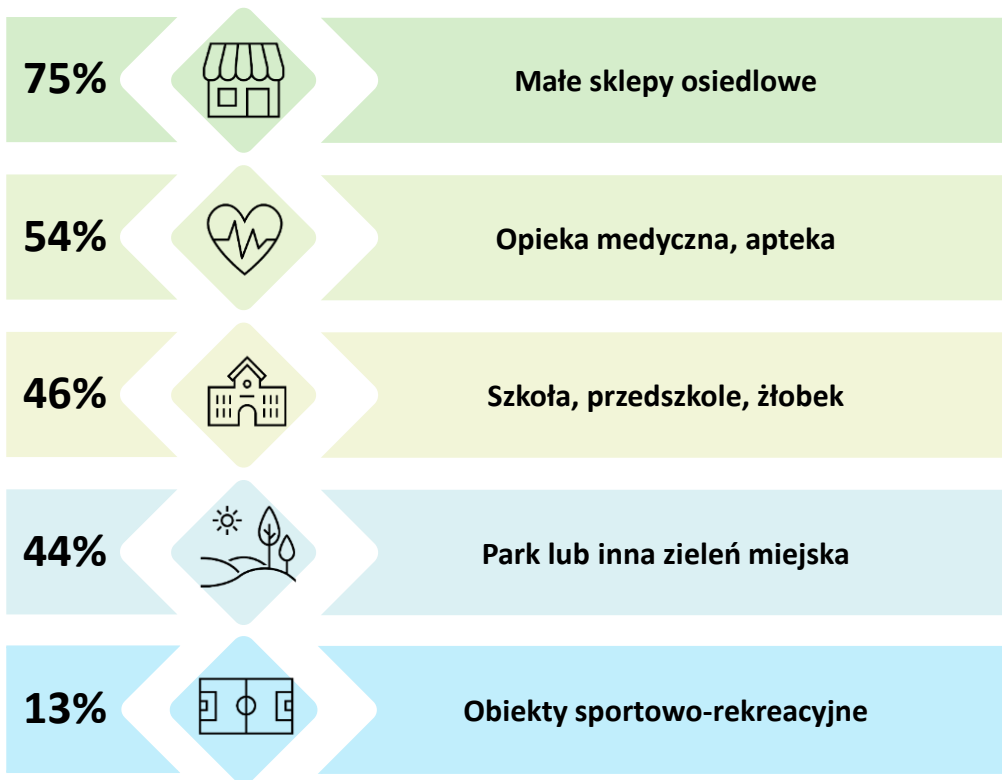 75%
Małe sklepy osiedlowe
54%
Opieka medyczna, apteka
46%
Szkoła, przedszkole, żłobek
44%
Park lub inna zieleń miejska
13%
Obiekty sportowo-rekreacyjne